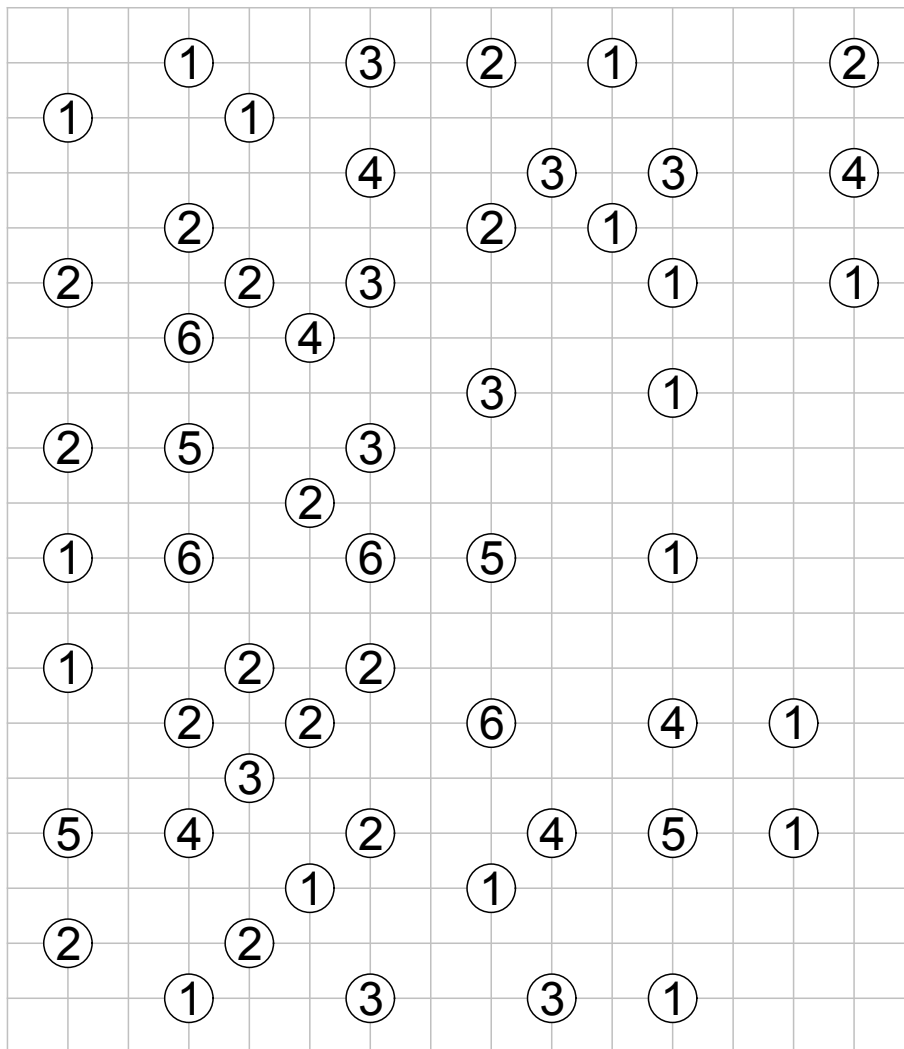 1 3 2 1 2
1 1
4 3 3 4
2 2 1
2 2 3 1 1
6 4
3 1
2 5 3
2
1 6 6 5 1
1 2 2
2 2 6 4 1
3
5 4 2 4 5 1
1 1
2 2
1 3 3 1